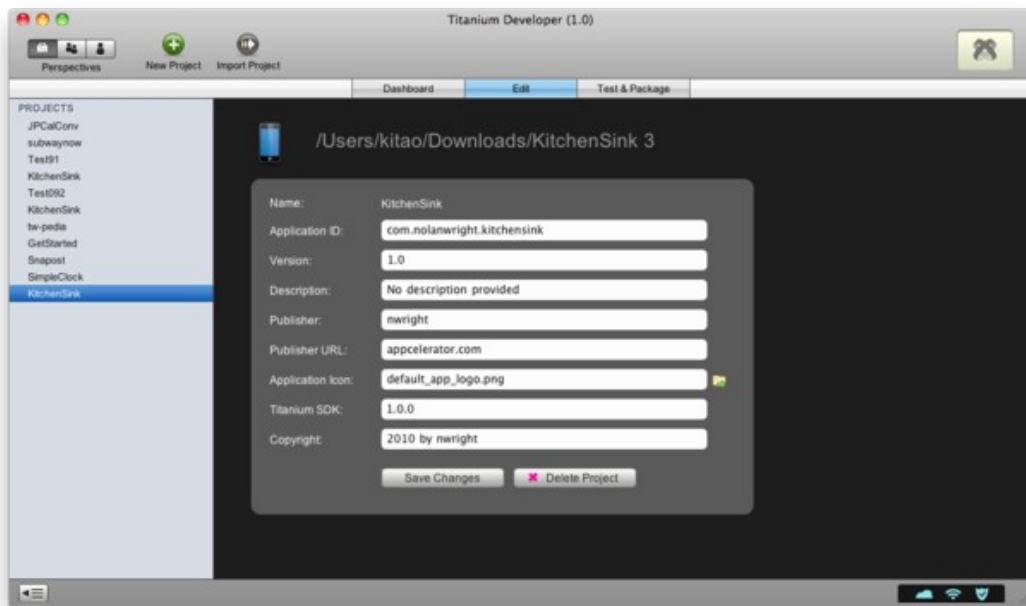 Titanium Developer (1.0)
Perspectives
New Project
Import Project
Dashboard
Edit
Test & Package
PROJECTS
JPCalConv
subwaynow
Test91
KitchenSink
Test092
KitchenSink
tw-pedia
GetStarted
Snapost
SimpleClock
KitchenSink
/Users/kitao/Downloads/KitchenSink 3
Name: KitchenSink
Application ID: com.nolanwright.kitchensink
Version: 1.0
Description: No description provided
Publisher: nwright
Publisher URL: appcelerator.com
Application Icon: default_app_logo.png
Titanium SDK: 1.0.0
Copyright: 2010 by nwright
Save Changes
Delete Project